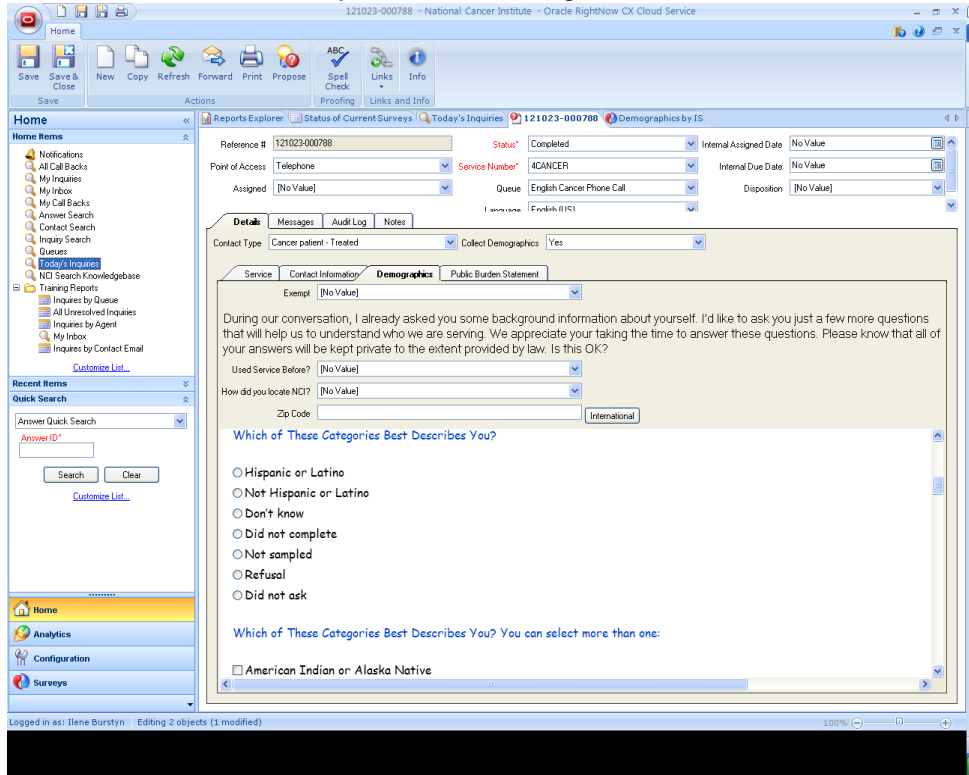 121023-000788 - National Cancer Institute - Oracle RightNow CX Cloud Service
Home
Save
Save & Close
New
Copy
Refresh
Forward
Print
Propose
ABC
Spell Check
Links
Info
Save
Actions
Proofing
Links and Info
Home
Home Items
Notifications
All Call Backs
My Inquiries
My Inbox
My Call Backs
Answer Search
Contact Search
Inquiry Search
Queues
Today's Inquiries
NCI Search Knowledgebase
Training Reports
Inquires by Queue
All Unresolved Inquiries
Inquiries by Agent
My Inbox
Inquires by Contact Email
Customize List...
Recent Items
Quick Search
Answer Quick Search
Answer ID*
Search
Clear
Customize List...
Home
Analytics
Configuration
Surveys
Reports Explorer
Status of Current Surveys
Today's Inquiries
121023-000788
Demographics by IS
Reference # 121023-000788
Status* Completed
Internal Assigned Date No Value
Point of Access Telephone
Service Number* 4CANCER
Internal Due Date No Value
Assigned [No Value]
Queue English Cancer Phone Call
Disposition [No Value]
Language English (US)
Details
Messages
Audit Log
Notes
Contact Type Cancer patient - Treated
Collect Demographics Yes
Service
Contact Information
Demographics
Public Burden Statement
Exempt [No Value]
During our conversation, I already asked you some background information about yourself. I'd like to ask you just a few more questions
that will help us to understand who we are serving. We appreciate your taking the time to answer these questions. Please know that all of
your answers will be kept private to the extent provided by law. Is this OK?
Used Service Before? [No Value]
How did you locate NCI? [No Value]
Zip Code
International
Which of These Categories Best Describes You?
Hispanic or Latino
Not Hispanic or Latino
Don't know
Did not complete
Not sampled
Refusal
Did not ask
Which of These Categories Best Describes You? You can select more than one:
American Indian or Alaska Native
Logged in as: Ilene Burstyn
Editing 2 objects (1 modified)
100%